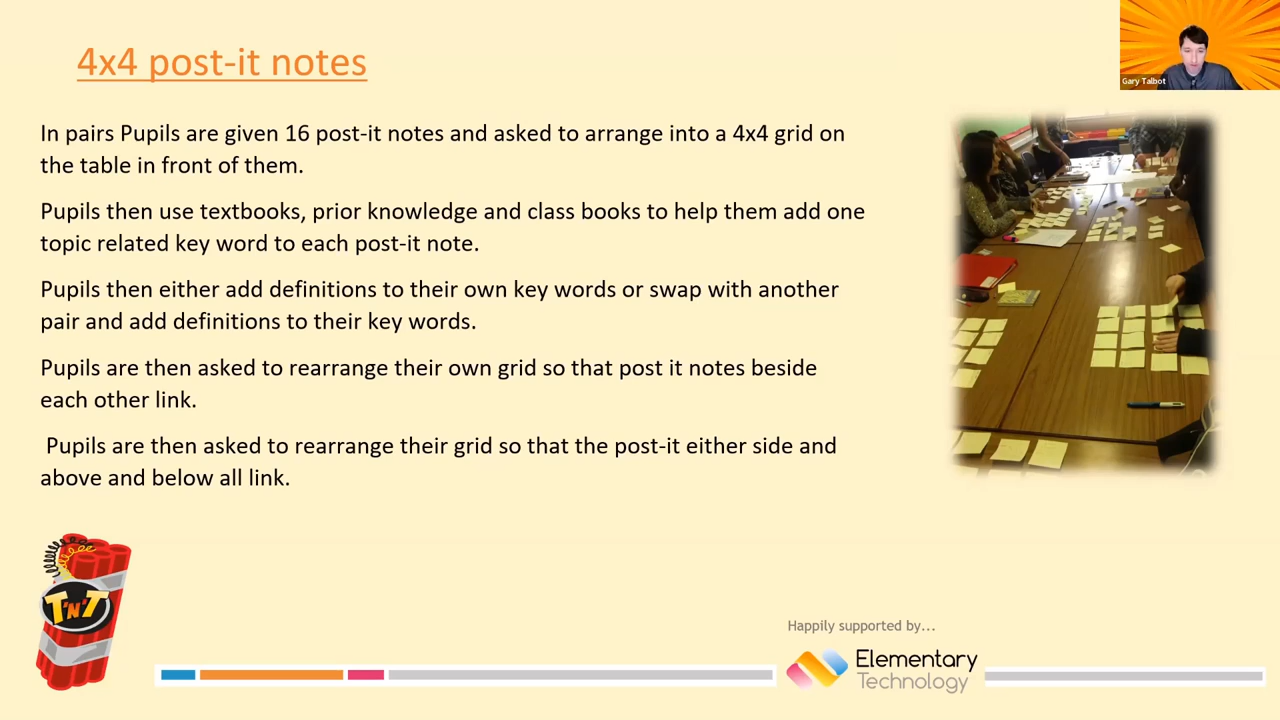 4x4 post-it notes
Gary Talbot
In pairs Pupils are given 16 post-it notes and asked to arrange into a 4x4 grid on
the table in front of them.
Pupils then use textbooks, prior knowledge and class books to help them add one
topic related key word to each post-it note.
Pupils then either add definitions to their own key words or swap with another
pair and add definitions to their key words.
Pupils are then asked to rearrange their own grid so that post it notes beside
each other link.
Pupils are then asked to rearrange their grid so that the post-it either side and
above and below all link.
T'N'T
Happily supported by...
Elementary
Technology